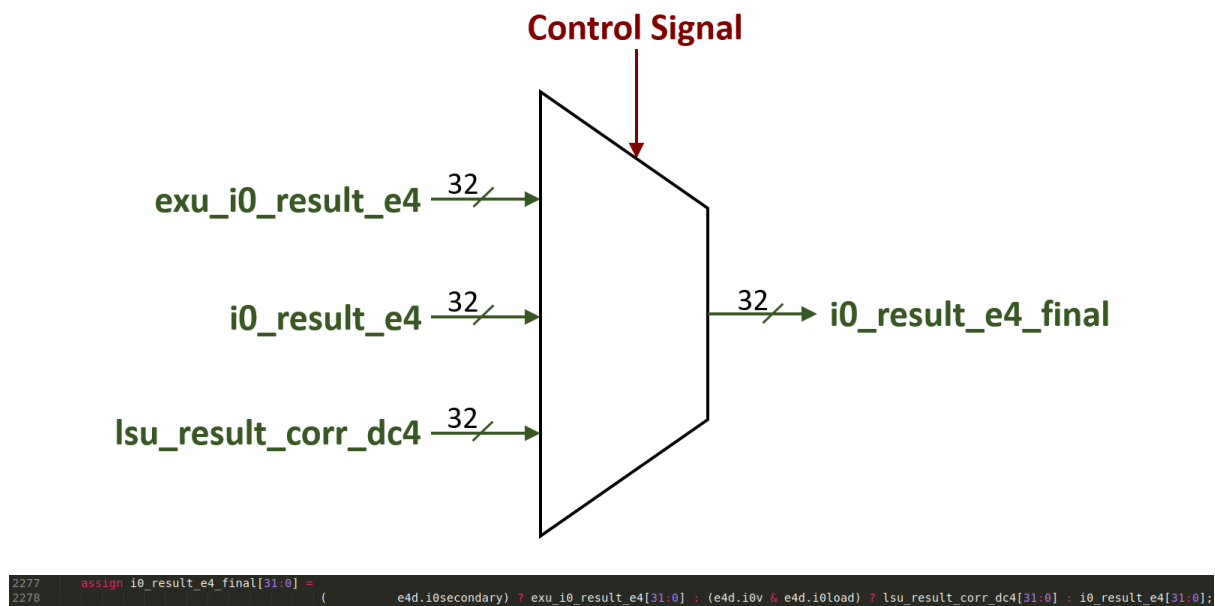 Control Signal
exu_i0_result_e4
32
i0_result_e4
32
lsu_result_corr_dc4
32
32
i0_result_e4_final
2277 assign i0_result_e4_final[31:0] =
2278 ( e4d.i0secondary) ? exu_i0_result_e4[31:0] : (e4d.i0v & e4d.i0load) ? lsu_result_corr_dc4[31:0] : i0_result_e4[31:0];